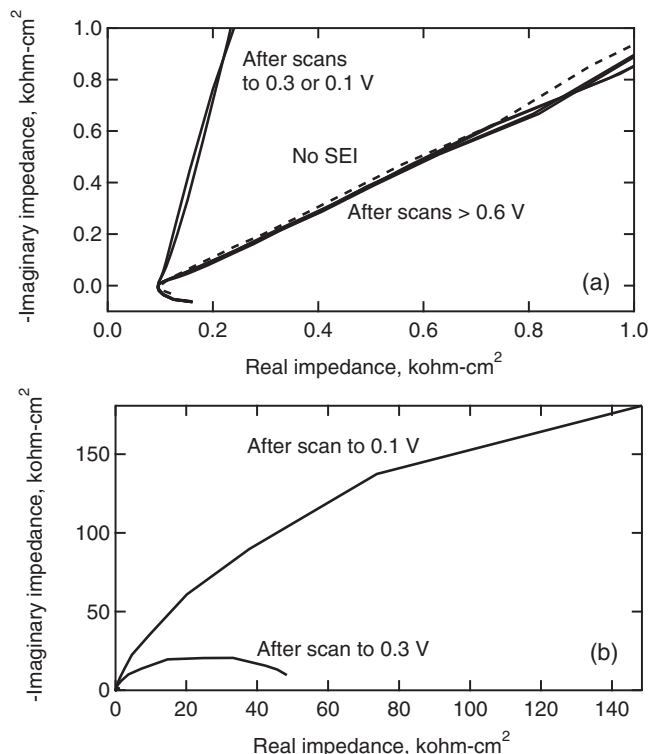 1.0
0.8
0.6
0.4
0.2
0.0
-Imaginary impedance, kohm-cm²
After scans
to 0.3 or 0.1 V
No SEI
After scans > 0.6 V
(a)
0.0 0.2 0.4 0.6 0.8 1.0
Real impedance, kohm-cm²
150
100
50
0
-Imaginary impedance, kohm-cm²
After scan to 0.1 V
After scan to 0.3 V
(b)
0 20 40 60 80 100 120 140
Real impedance, kohm-cm²